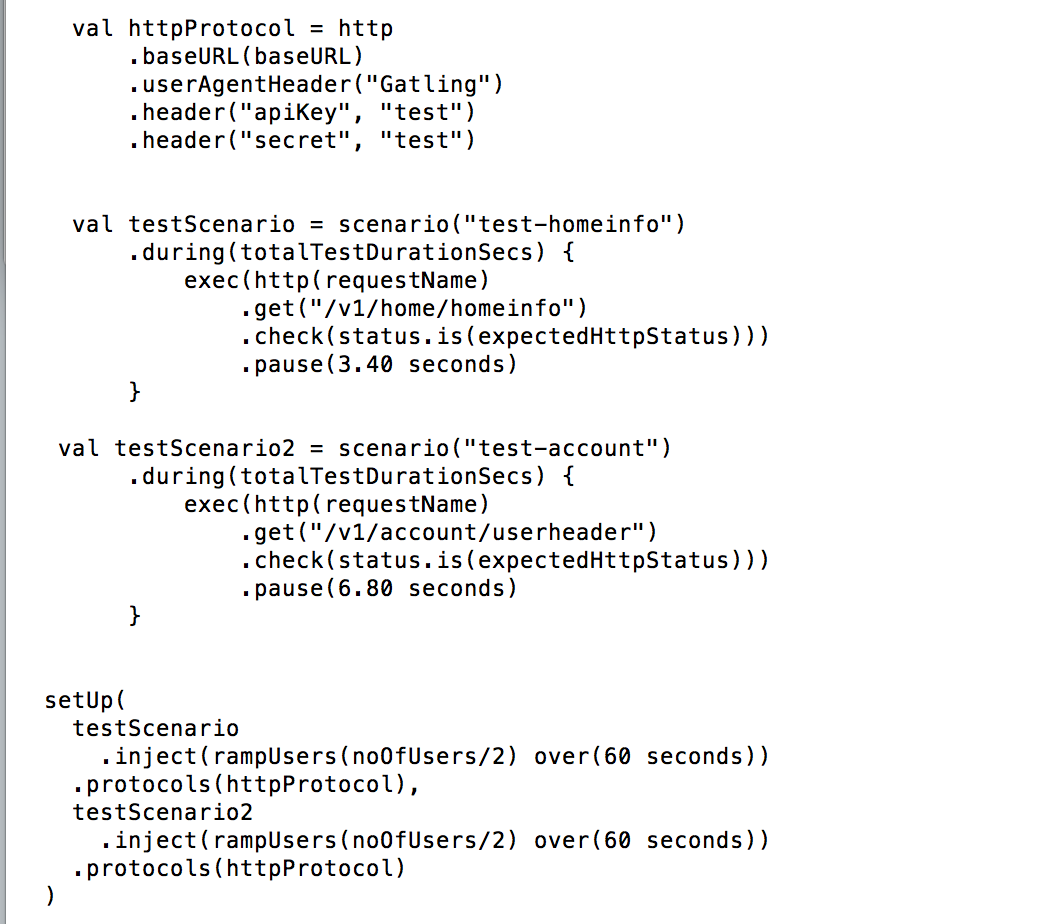 val httpProtocol = http
.baseURL(baseURL)
.userAgentHeader("Gatling")
.header("apiKey", "test")
.header("secret", "test")
val testScenario = scenario("test-homeinfo")
.during(totalTestDurationSecs) {
exec(http(requestName)
.get("/v1/home/homeinfo")
.check(status.is(expectedHttpStatus)))
.pause(3.40 seconds)
}
val testScenario2 = scenario("test-account")
.during(totalTestDurationSecs) {
exec(http(requestName)
.get("/v1/account/userheader")
.check(status.is(expectedHttpStatus)))
.pause(6.80 seconds)
}
setUp(
testScenario
.inject(rampUsers(noOfUsers/2) over(60 seconds))
.protocols(httpProtocol),
testScenario2
.inject(rampUsers(noOfUsers/2) over(60 seconds))
.protocols(httpProtocol)
)